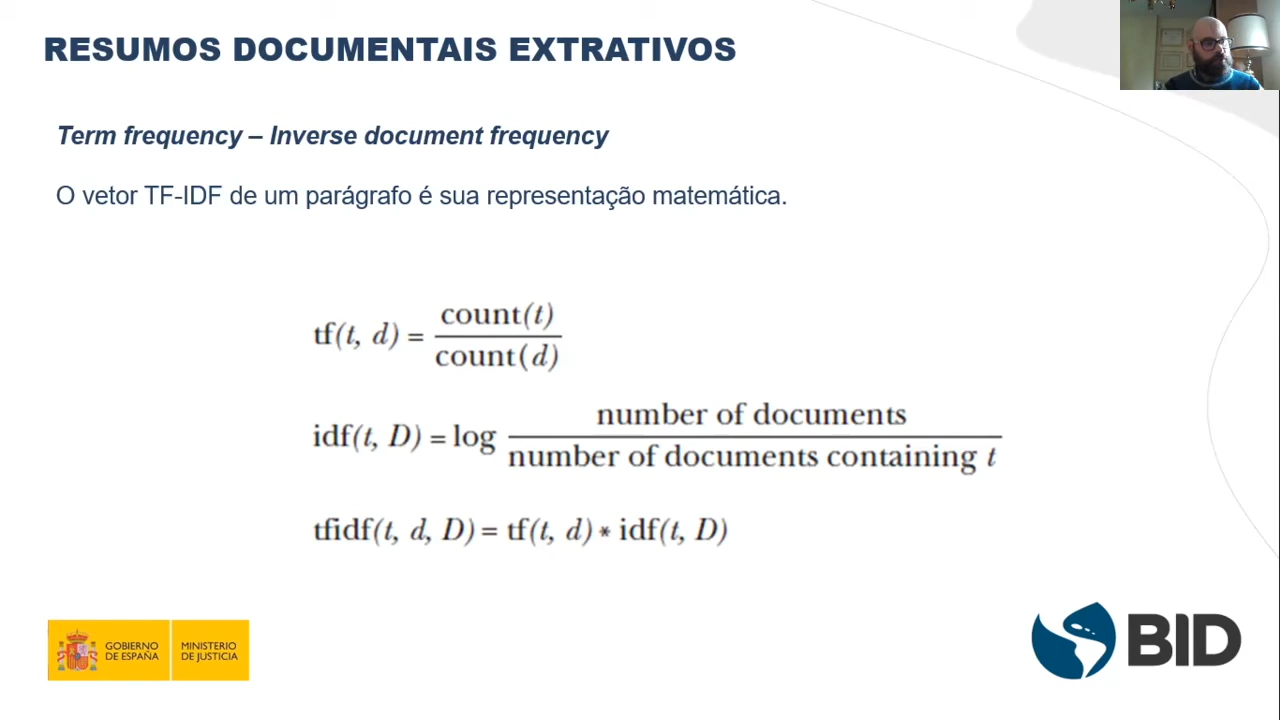 RESUMOS DOCUMENTAIS EXTRATIVOS
Term frequency – Inverse document frequency
O vetor TF-IDF de um parágrafo é sua representação matemática.
tf(t, d) = count(t) / count(d)
idf(t, D) = log number of documents / number of documents containing t
tfidf(t, d, D) = tf(t, d) * idf(t, D)
GOBIERNO DE ESPAÑA
MINISTERIO DE JUSTICIA
BID